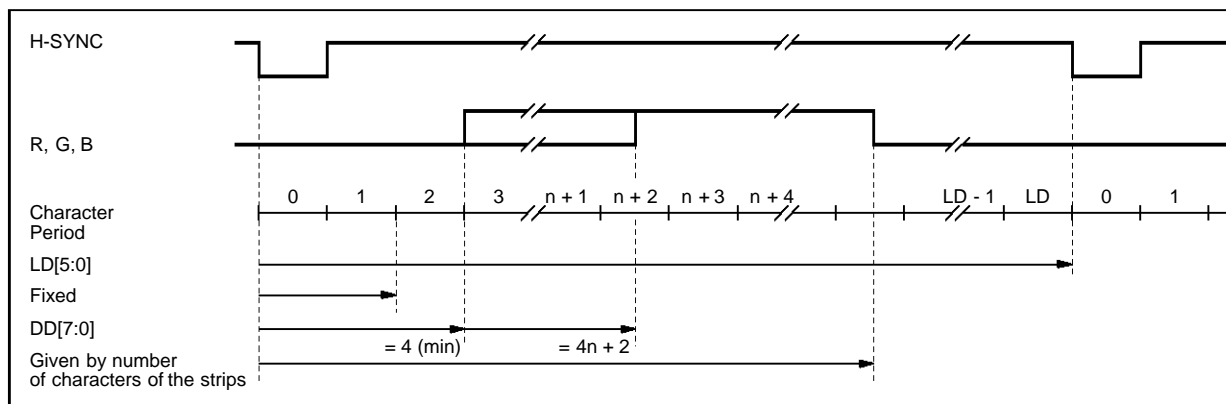 H-SYNC
R, G, B
0 1 2 3 n + 1 n + 2 n + 3 n + 4 LD - 1 LD 0 1
Character
Period
LD[5:0]
Fixed
DD[7:0]
= 4 (min) = 4n + 2
Given by number
of characters of the strips